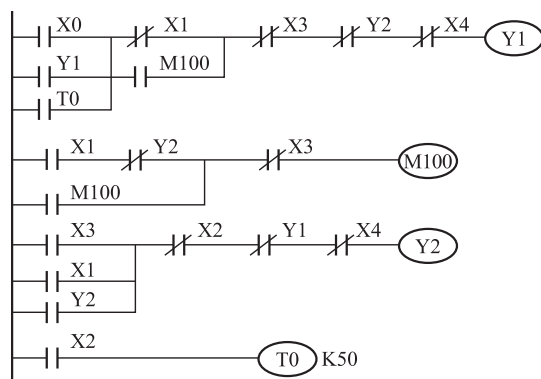 X0 X1 X3 Y2 X4 Y1
Y1 M100
T0
X1 Y2 X3 M100
M100
X3 X2 Y1 X4 Y2
X1
Y2
X2 T0 K50